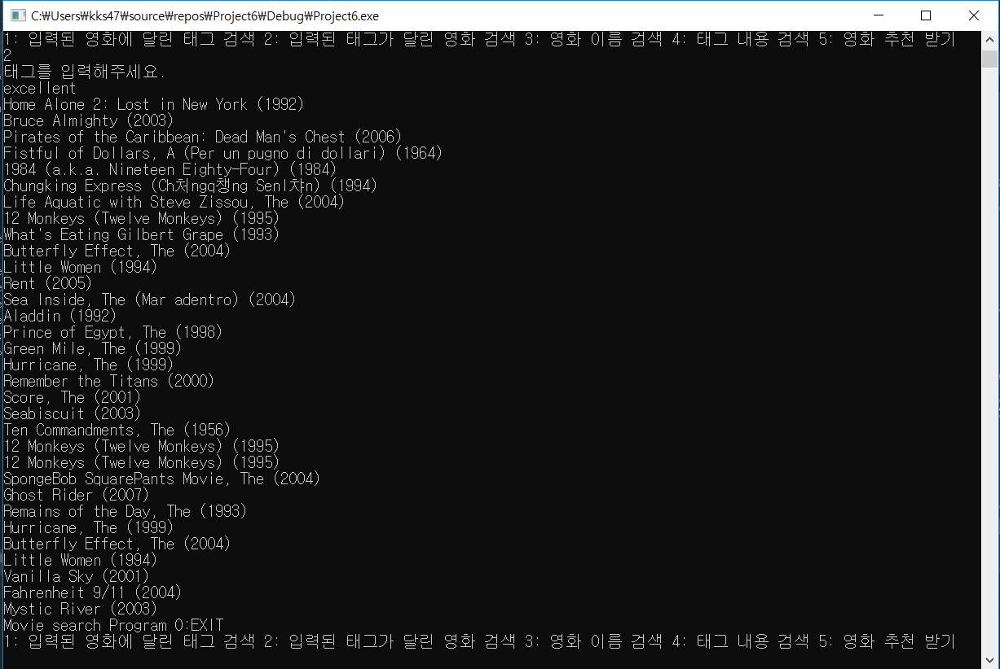 C:₩Users₩kks47₩source₩repos₩Project6₩Debug₩Project6.exe
1: 입력된 영화에 달린 태그 검색 2: 입력된 태그가 달린 영화 검색 3: 영화 이름 검색 4: 태그 내용 검색 5: 영화 추천 받기
2
태그를 입력해주세요.
excellent
Home Alone 2: Lost in New York (1992)
Bruce Almighty (2003)
Pirates of the Caribbean: Dead Man's Chest (2006)
Fistful of Dollars, A (Per un pugno di dollari) (1964)
1984 (a.k.a. Nineteen Eighty-Four) (1984)
Chungking Express (Ch처ngq챕ng Senl챠n) (1994)
Life Aquatic with Steve Zissou, The (2004)
12 Monkeys (Twelve Monkeys) (1995)
What's Eating Gilbert Grape (1993)
Butterfly Effect, The (2004)
Little Women (1994)
Rent (2005)
Sea Inside, The (Mar adentro) (2004)
Aladdin (1992)
Prince of Egypt, The (1998)
Green Mile, The (1999)
Hurricane, The (1999)
Remember the Titans (2000)
Score, The (2001)
Seabiscuit (2003)
Ten Commandments, The (1956)
12 Monkeys (Twelve Monkeys) (1995)
12 Monkeys (Twelve Monkeys) (1995)
SpongeBob SquarePants Movie, The (2004)
Ghost Rider (2007)
Remains of the Day, The (1993)
Hurricane, The (1999)
Butterfly Effect, The (2004)
Little Women (1994)
Vanilla Sky (2001)
Fahrenheit 9/11 (2004)
Mystic River (2003)
Movie search Program 0:EXIT
1: 입력된 영화에 달린 태그 검색 2: 입력된 태그가 달린 영화 검색 3: 영화 이름 검색 4: 태그 내용 검색 5: 영화 추천 받기